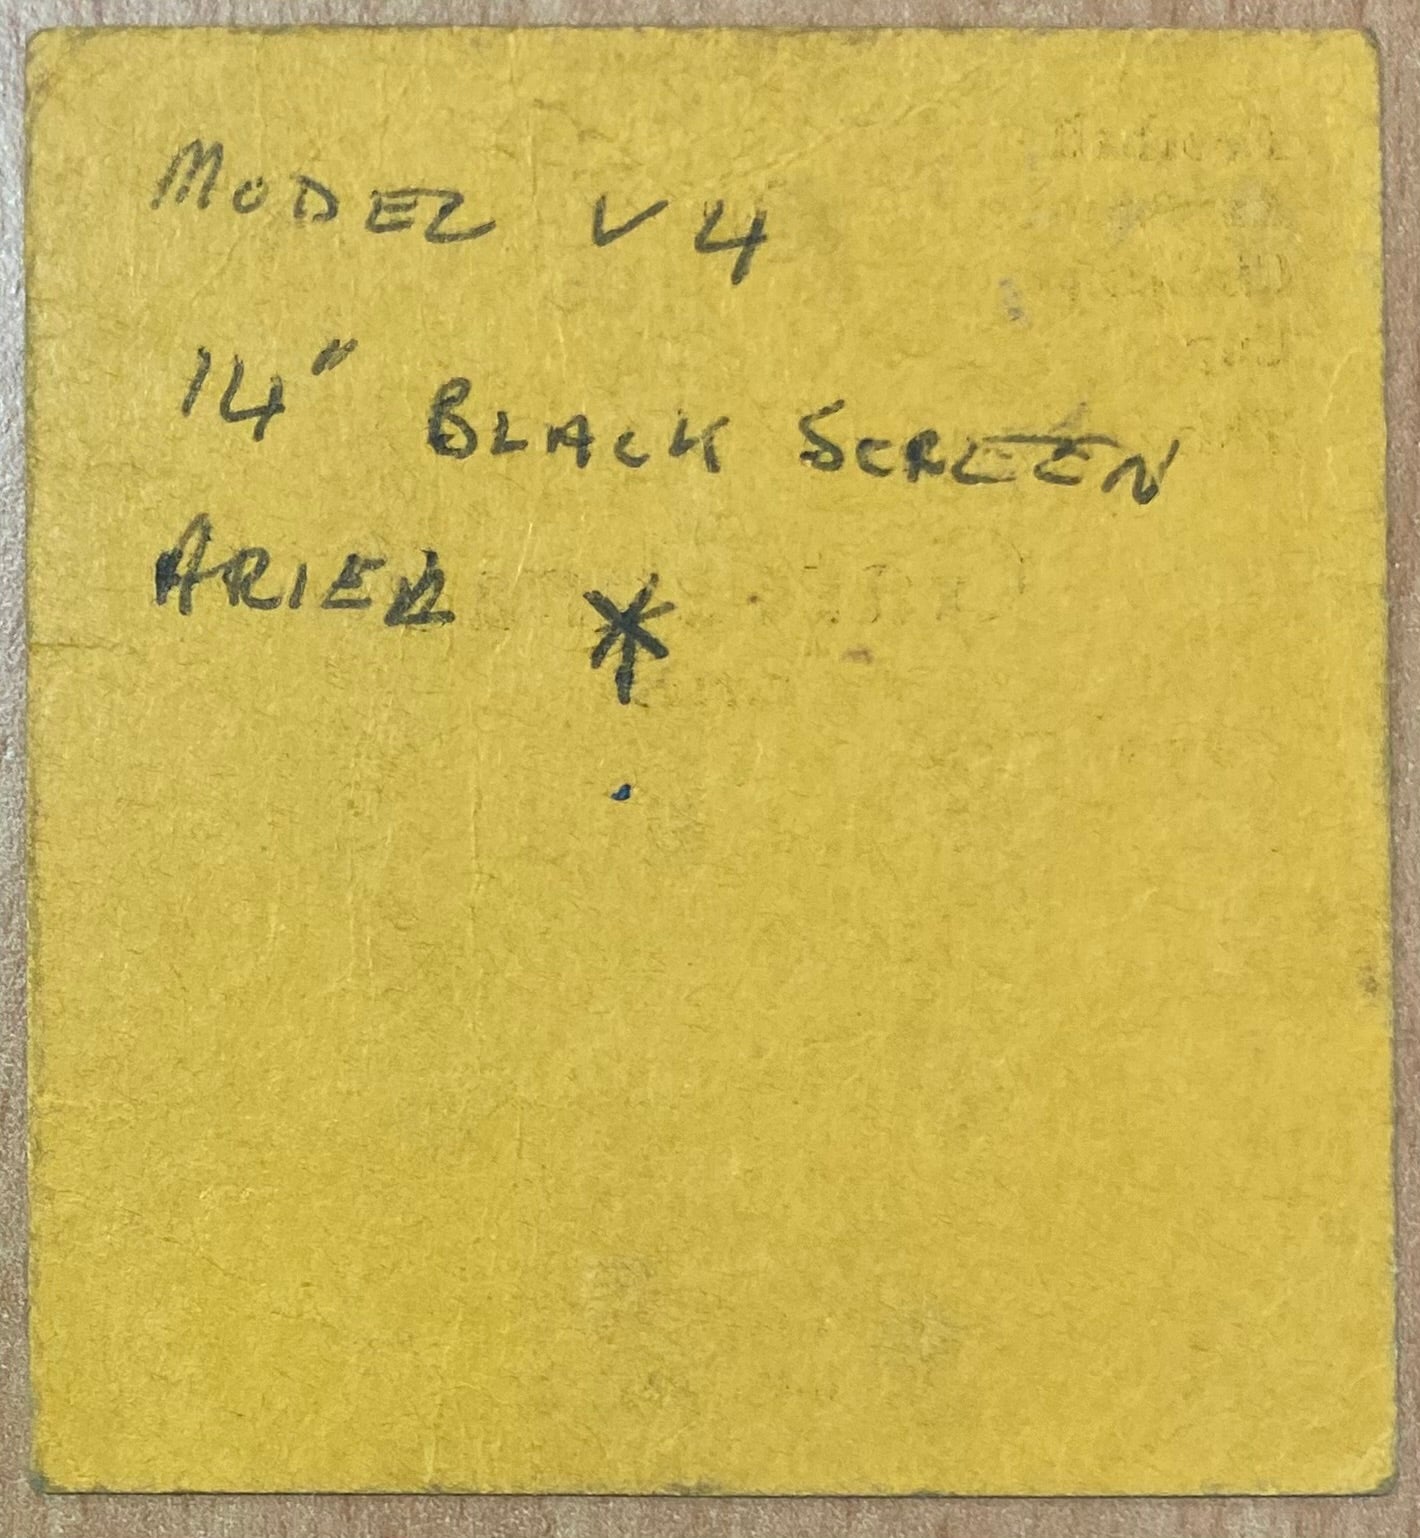 MODEL V4
14" BLACK SCREEN
ARIEL *